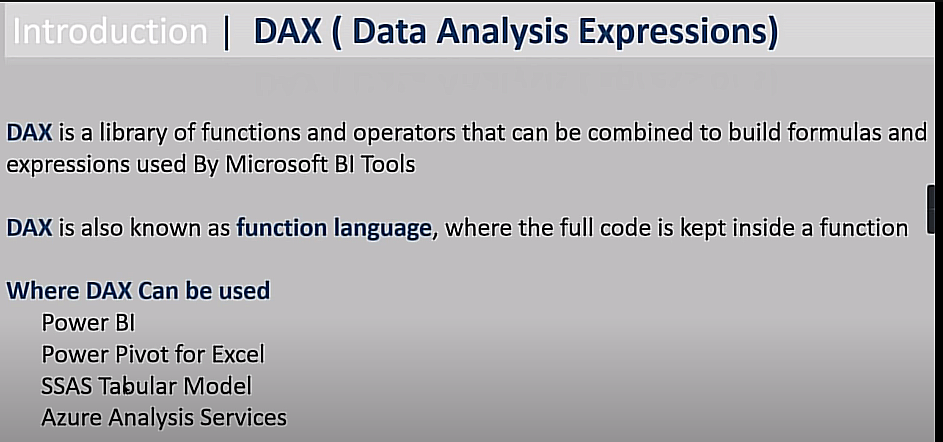 Introduction | DAX ( Data Analysis Expressions)
DAX is a library of functions and operators that can be combined to build formulas and
expressions used By Microsoft BI Tools
DAX is also known as function language, where the full code is kept inside a function
Where DAX Can be used
Power BI
Power Pivot for Excel
SSAS Tabular Model
Azure Analysis Services